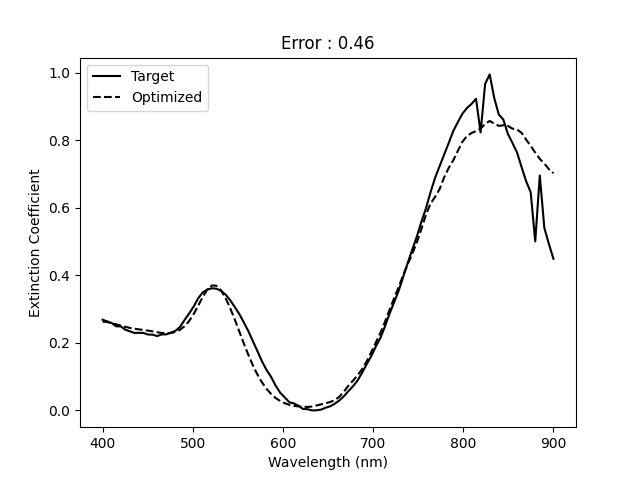 Error : 0.46
Target
Optimized
1.0
0.8
0.6
0.4
0.2
0.0
Extinction Coefficient
400 500 600 700 800 900
Wavelength (nm)